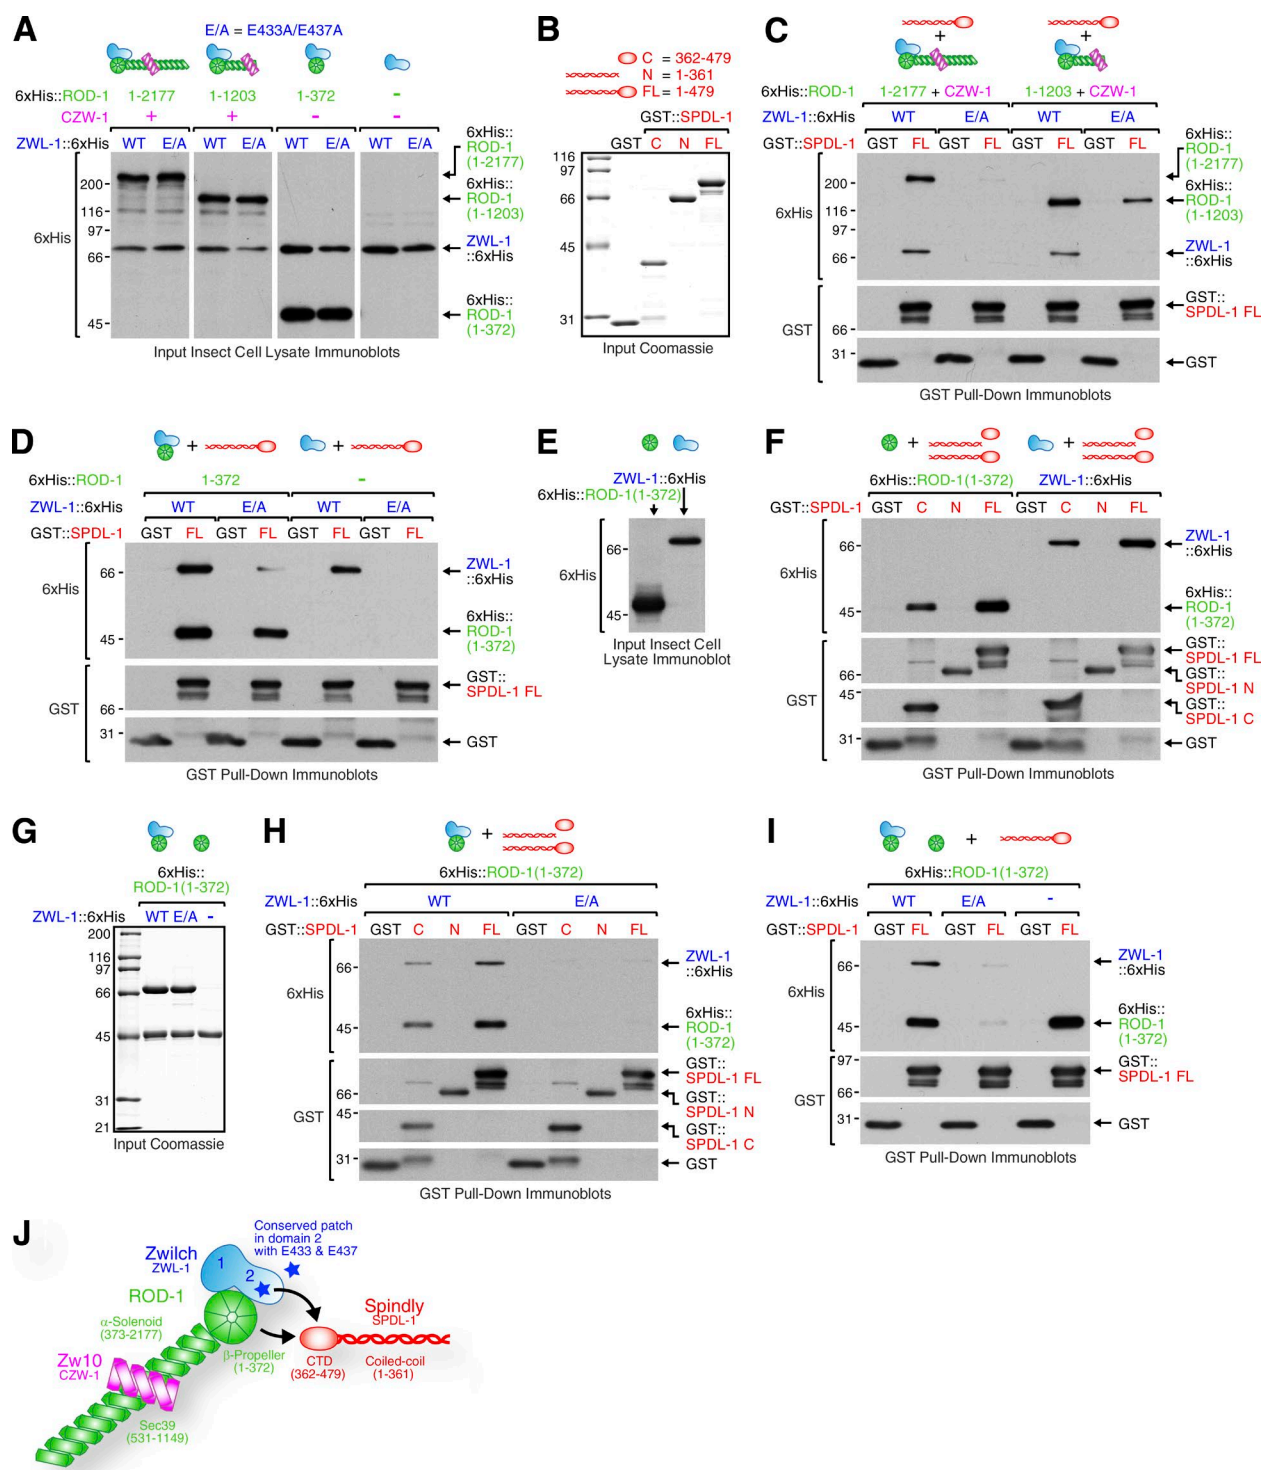 A
E/A = E433A/E437A
6xHis::ROD-1 1-2177 1-1203 1-372 -
CZW-1 + + - -
ZWL-1::6xHis WT E/A WT E/A WT E/A WT E/A
6xHis
200
116
97
66
45
6xHis::
ROD-1
(1-2177)
6xHis::
ROD-1
(1-1203)
ZWL-1
::6xHis
6xHis::
ROD-1
(1-372)
Input Insect Cell Lysate Immunoblots
B
C = 362-479
N = 1-361
FL = 1-479
GST::SPDL-1
GST C N FL
116
97
66
45
31
Input Coomassie
C
+ +
6xHis::ROD-1 1-2177 + CZW-1 1-1203 + CZW-1
ZWL-1::6xHis WT E/A WT E/A
GST::SPDL-1 GST FL GST FL GST FL GST FL
6xHis
200
116
97
66
GST
66
31
6xHis::
ROD-1
(1-2177)
6xHis::
ROD-1
(1-1203)
ZWL-1
::6xHis
GST::
SPDL-1 FL
GST
GST Pull-Down Immunoblots
D
+ +
6xHis::ROD-1 1-372 -
ZWL-1::6xHis WT E/A WT E/A
GST::SPDL-1 GST FL GST FL GST FL GST FL
6xHis
66
45
GST
66
31
ZWL-1
::6xHis
6xHis::
ROD-1
(1-372)
GST::
SPDL-1 FL
GST
GST Pull-Down Immunoblots
E
ZWL-1::6xHis
6xHis::ROD-1(1-372)
6xHis
66
45
Input Insect Cell
Lysate Immunoblot
F
+ +
6xHis::ROD-1(1-372) ZWL-1::6xHis
GST::SPDL-1 GST C N FL GST C N FL
6xHis
66
45
GST
66
45
31
ZWL-1
::6xHis
6xHis::
ROD-1
(1-372)
GST::
SPDL-1 FL
GST::
SPDL-1 N
GST::
SPDL-1 C
GST
GST Pull-Down Immunoblots
G
6xHis::
ROD-1(1-372)
ZWL-1::6xHis WT E/A -
200
116
97
66
45
31
21
Input Coomassie
H
+
6xHis::ROD-1(1-372)
ZWL-1::6xHis WT E/A
GST::SPDL-1 GST C N FL GST C N FL
6xHis
66
45
GST
66
45
31
ZWL-1
::6xHis
6xHis::
ROD-1
(1-372)
GST::
SPDL-1 FL
GST::
SPDL-1 N
GST::
SPDL-1 C
GST
GST Pull-Down Immunoblots
I
+
6xHis::ROD-1(1-372)
ZWL-1::6xHis WT E/A -
GST::SPDL-1 GST FL GST FL GST FL
6xHis
66
45
GST
97
66
31
ZWL-1
::6xHis
6xHis::
ROD-1
(1-372)
GST::
SPDL-1 FL
GST
GST Pull-Down Immunoblots
J
Conserved patch
in domain 2
with E433 & E437
Zwilch
ZWL-1
1
2
ROD-1
α-Solenoid
(373-2177)
Spindly
SPDL-1
β-Propeller
(1-372)
CTD
(362-479)
Coiled-coil
(1-361)
Zw10
CZW-1
Sec39
(531-1149)